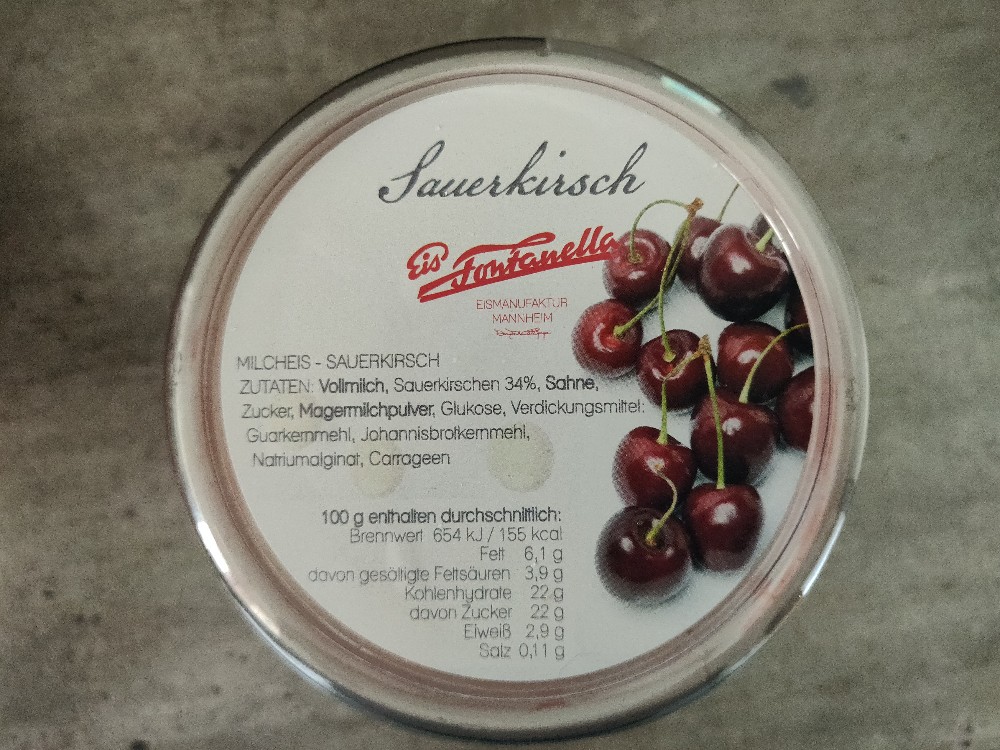 Sauerkirsch
Eis Fontanella
EISMANUFAKTUR
MANNHEIM
MILCHEIS - SAUERKIRSCH
ZUTATEN: Vollmilch, Sauerkirschen 34%, Sahne,
Zucker, Magermilchpulver, Glukose, Verdickungsmittel:
Guarkernmehl, Johannisbrotkernmehl,
Natriumalginat, Carrageen
100 g enthalten durchschnittlich:
Brennwert 654 kJ / 155 kcal
Fett 6,1 g
davon gesättigte Fettsäuren 3,9 g
Kohlenhydrate 22 g
davon Zucker 22 g
Eiweiß 2,9 g
Salz 0,11 g